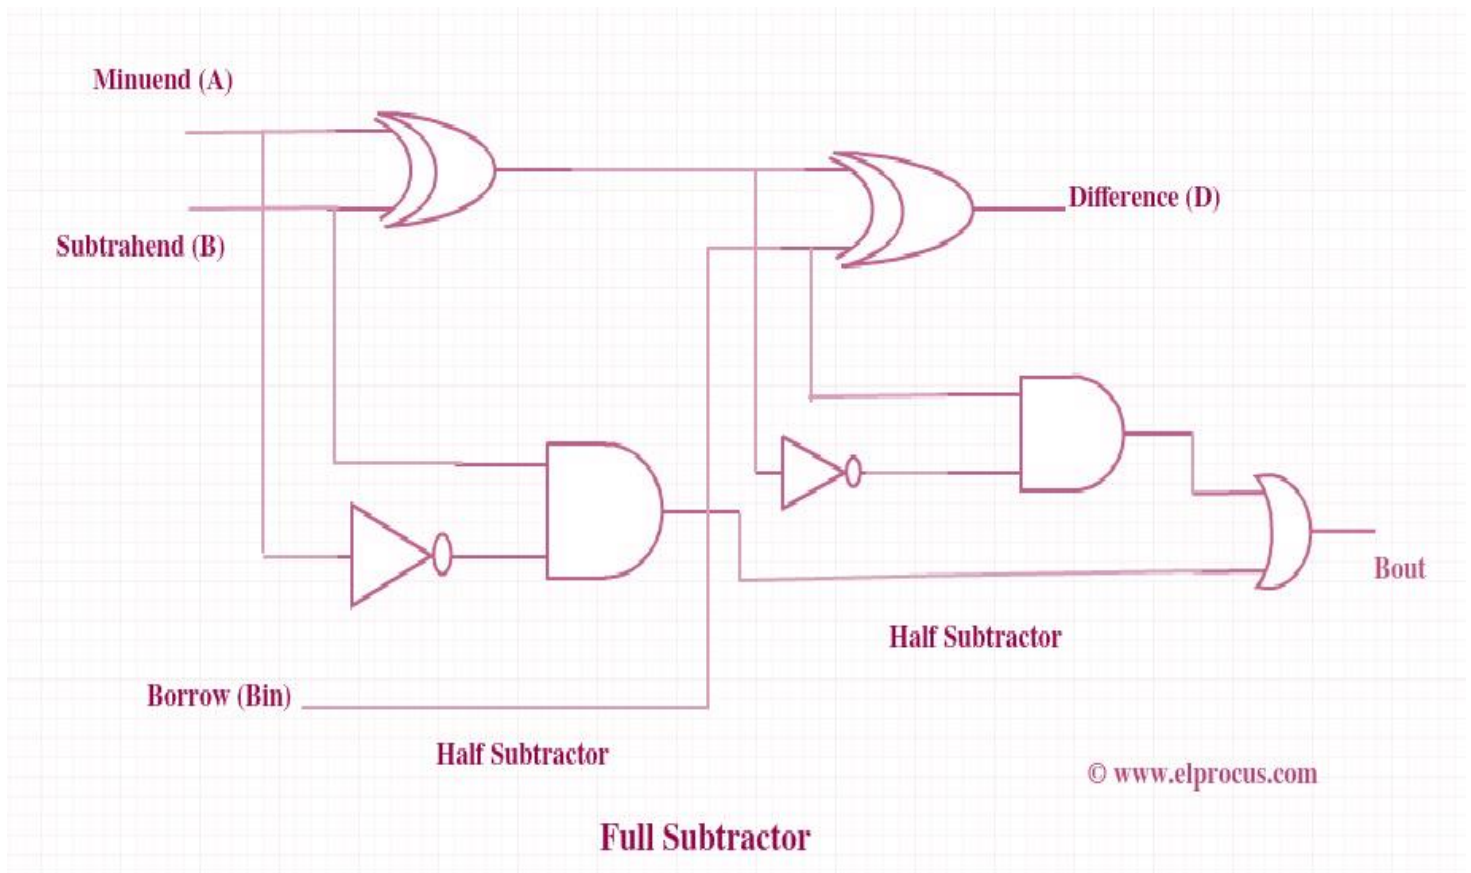 Minuend (A)
Difference (D)
Subtrahend (B)
Bout
Half Subtractor
Borrow (Bin)
Half Subtractor
© www.elprocus.com
Full Subtractor